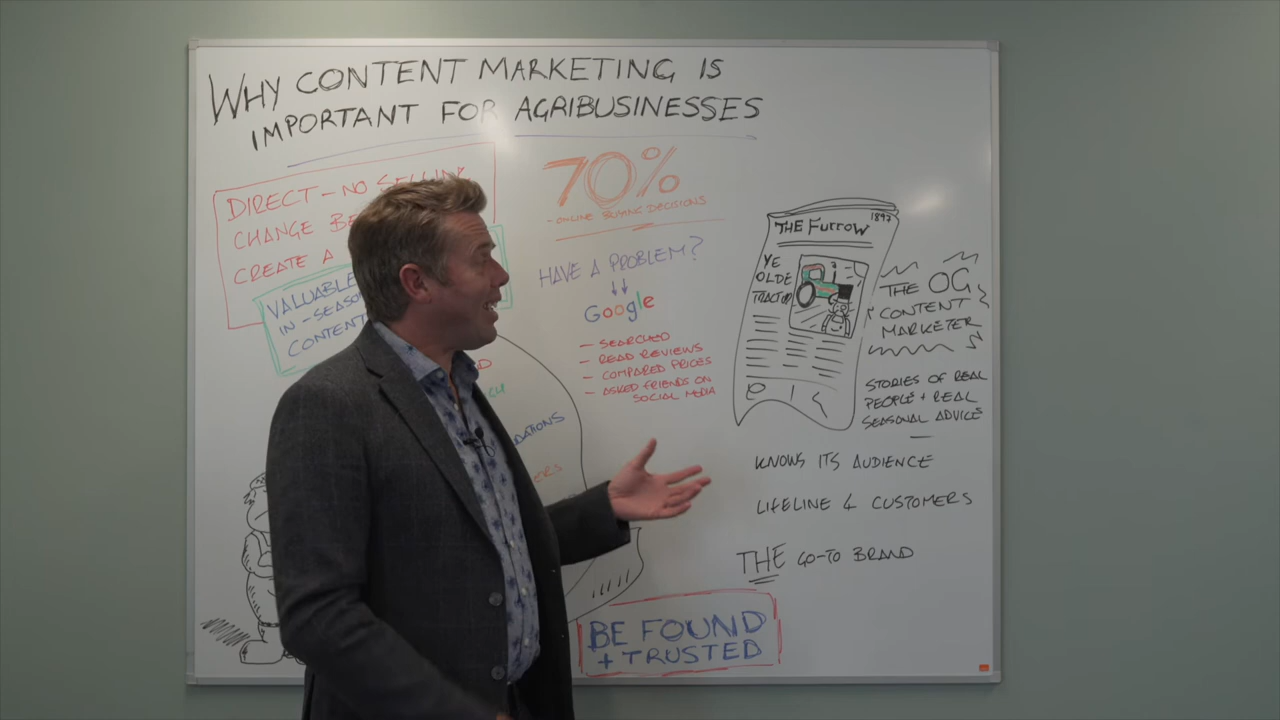 WHY CONTENT MARKETING IS
IMPORTANT FOR AGRIBUSINESSES
DIRECT - NO SELLING
CHANGE
CREATE A
VALUABLE
IN-SEASON
CONTENT
70%
- ONLINE BUYING DECISIONS
HAVE A PROBLEM?
Google
- SEARCHED
- READ REVIEWS
- COMPARED PRICES
- ASKED FRIENDS ON
SOCIAL MEDIA
THE FURROW
YE
OLDE
TRACTOR
THE OG
CONTENT
MARKETER
STORIES OF REAL
PEOPLE + REAL
SEASONAL ADVICE
KNOWS ITS AUDIENCE
LIFELINE 4 CUSTOMERS
THE GO-TO BRAND
BE FOUND
+ TRUSTED